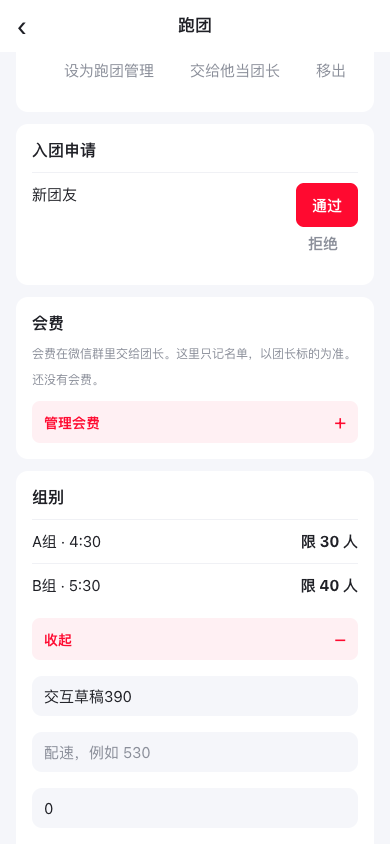 跑团
设为跑团管理 交给他当团长 移出
入团申请
新团友
通过
拒绝
会费
会费在微信群里交给团长。这里只记名单，以团长标的为准。
还没有会费。
管理会费 +
组别
A组 · 4:30 限 30 人
B组 · 5:30 限 40 人
收起 −
交互草稿390
配速，例如 530
0